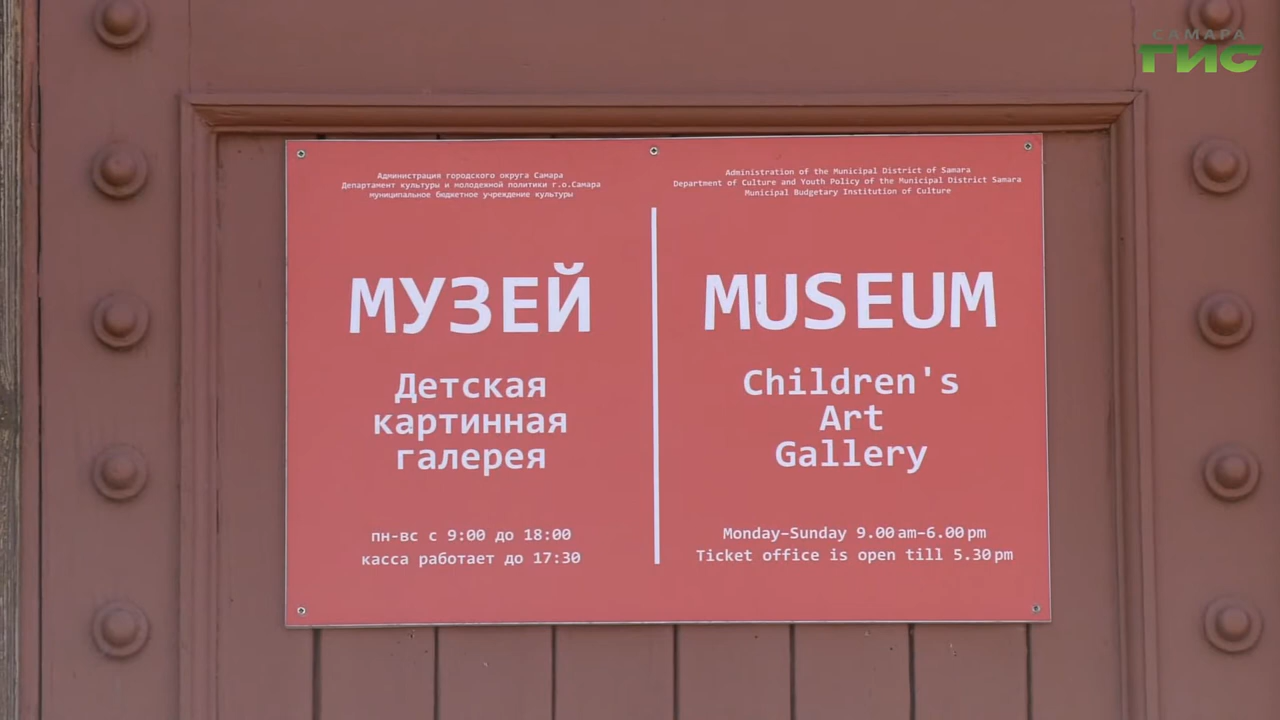 САМАРА
ГИС
Администрация городского округа Самара
Департамент культуры и молодежной политики г.о.Самара
муниципальное бюджетное учреждение культуры
МУЗЕЙ
Детская
картинная
галерея
пн-вс с 9:00 до 18:00
касса работает до 17:30
Administration of the Municipal District of Samara
Department of Culture and Youth Policy of the Municipal District Samara
Municipal Budgetary Institution of Culture
MUSEUM
Children's
Art
Gallery
Monday–Sunday 9.00 am–6.00 pm
Ticket office is open till 5.30 pm